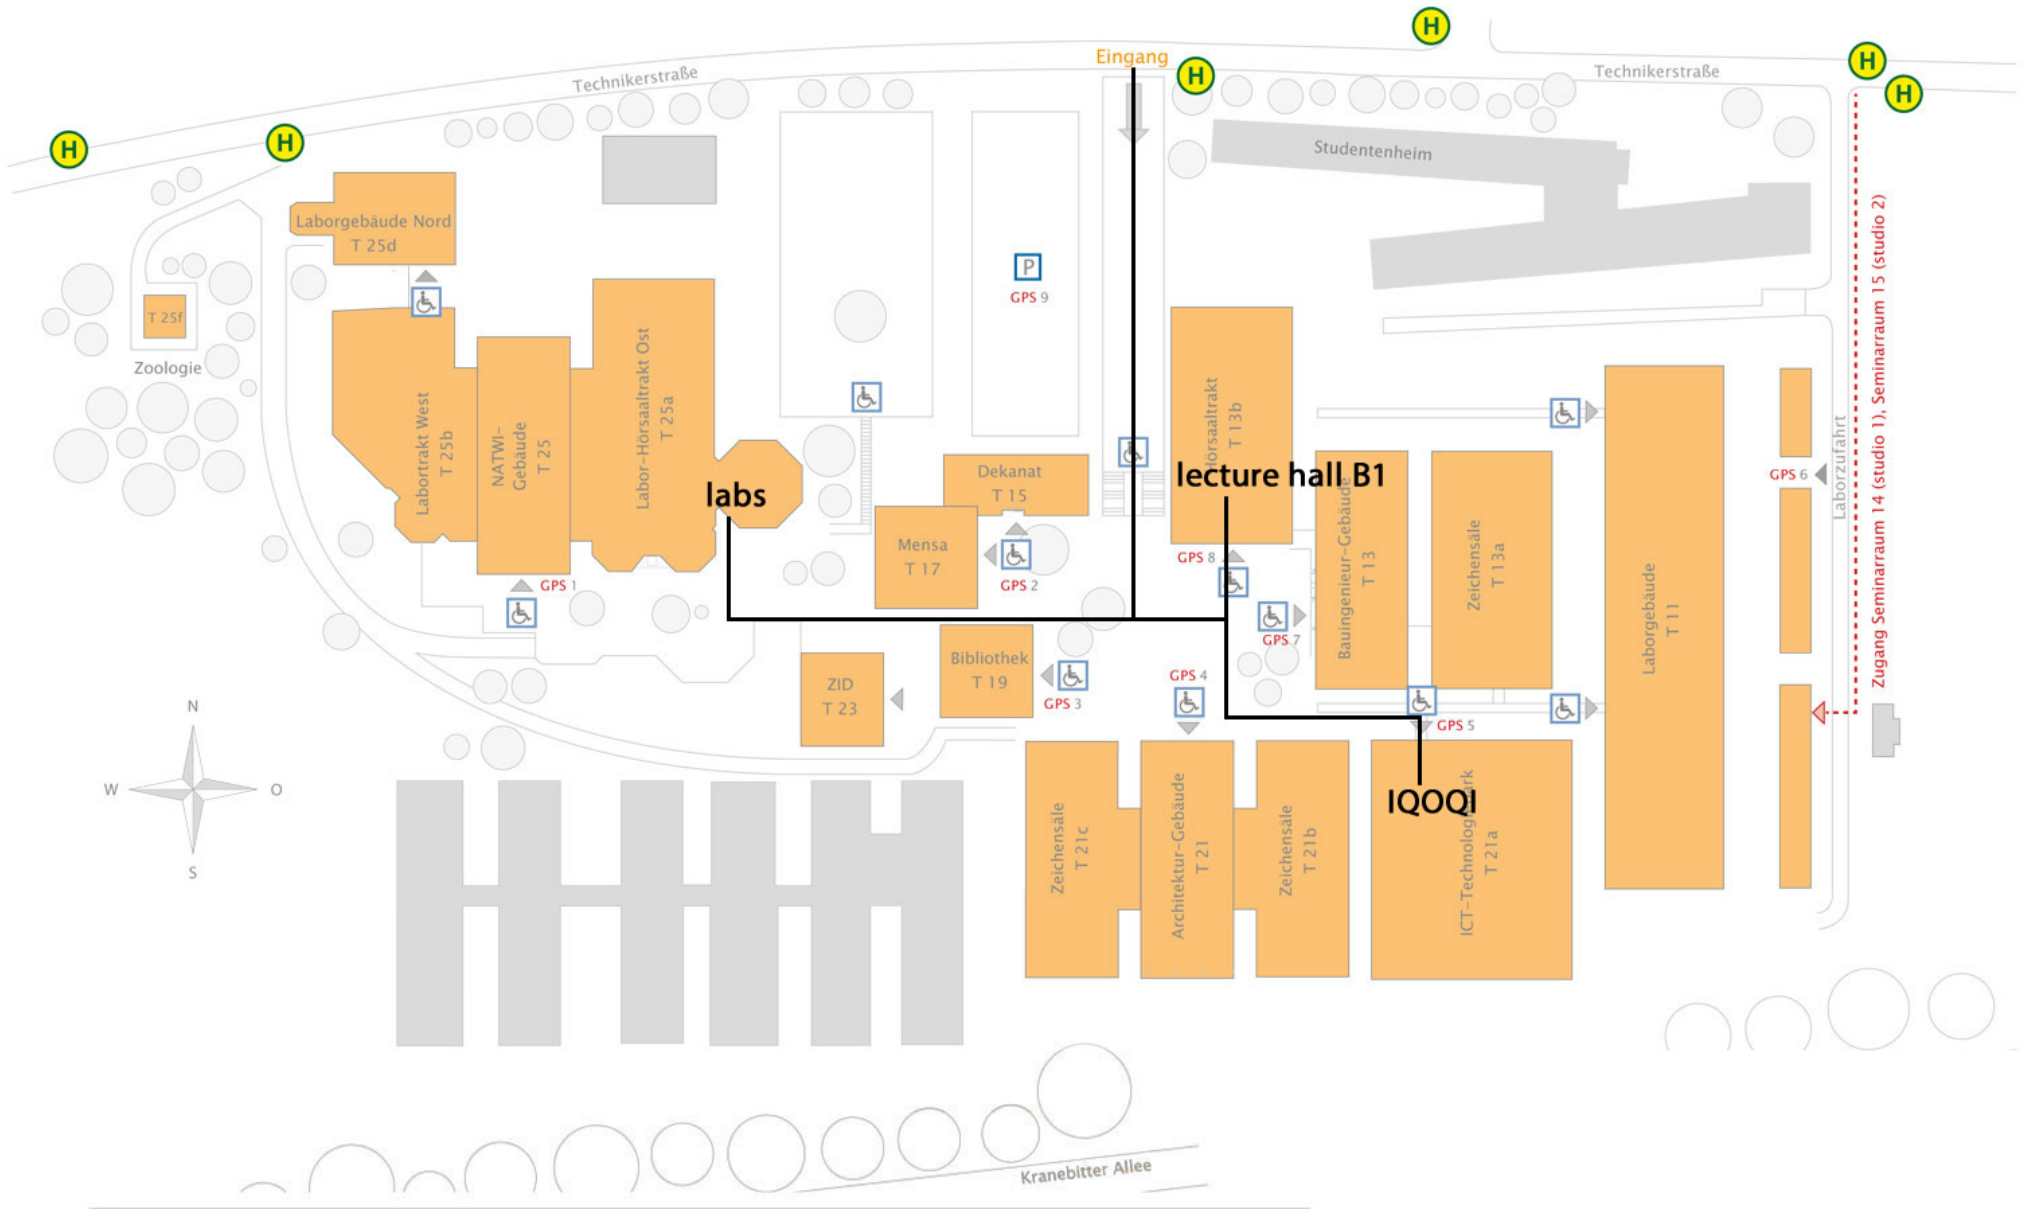 H
Eingang
H
H
Technikerstraße
Technikerstraße
H
H
H
H
Studentenheim
Laborgebäude Nord
T 25d
Zugang Seminarraum 14 (studio 1), Seminarraum 15 (studio 2)
P
GPS 9
T 25f
Zoologie
Labortrakt West
T 25b
NATWI-
Gebäude
T 25
Labor-Hörsaaltrakt Ost
T 25a
labs
Dekanat
T 15
Mensa
T 17
Hörsaaltrakt
T 13b
lecture hall B1
Bauingenieur-Gebäude
T 13
Zeichensäle
T 13a
Laborgebäude
T 11
GPS 6
Laborzufahrt
GPS 1
GPS 2
GPS 8
GPS 7
Bibliothek
T 19
GPS 3
ZID
T 23
GPS 4
GPS 5
N
W
O
S
Zeichensäle
T 21c
Architektur-Gebäude
T 21
Zeichensäle
T 21b
IQOQI
ICT-Technologiepark
T 21a
Kranebitter Allee